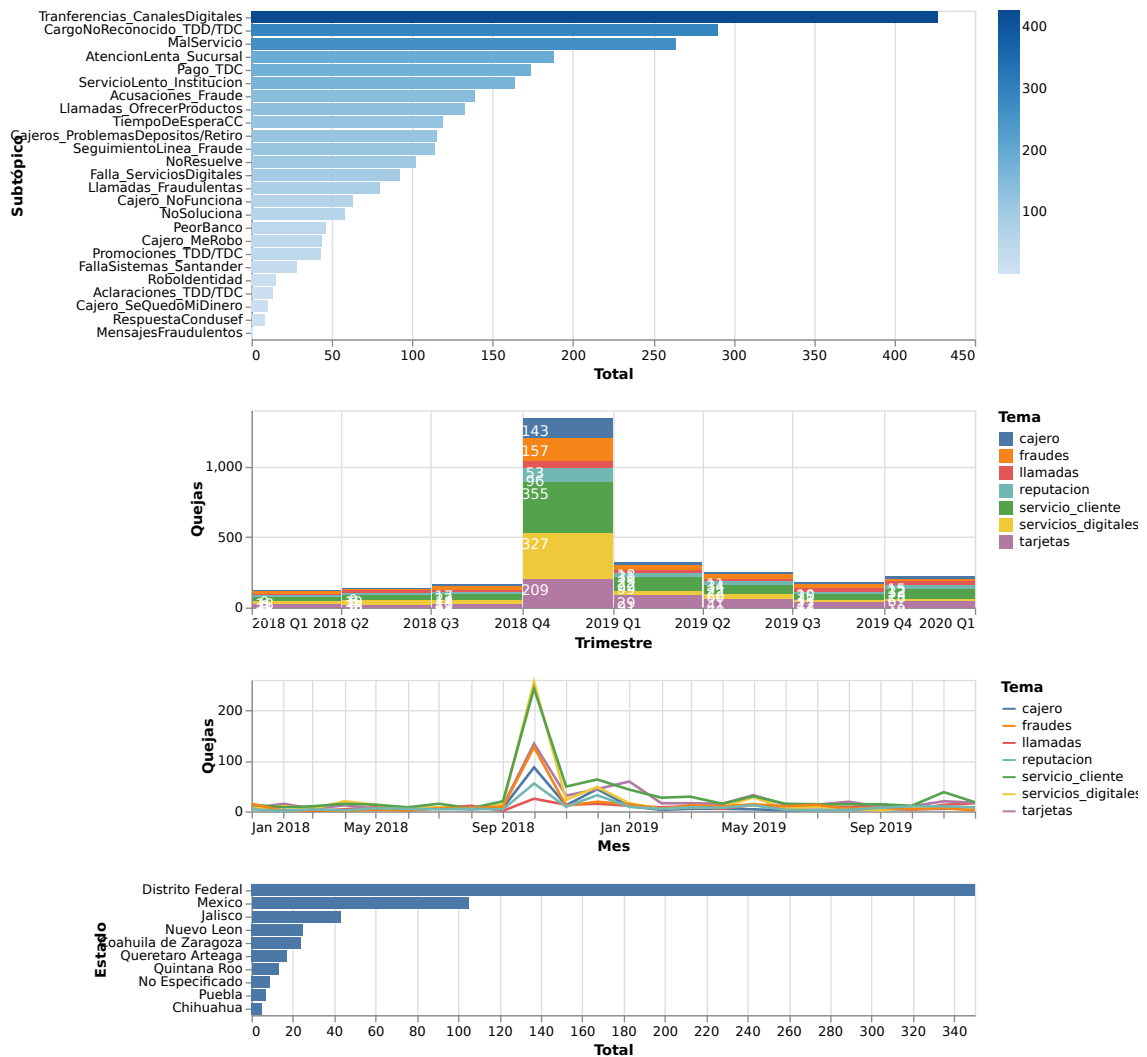 Tranferencias_CanalesDigitales
CargoNoReconocido_TDD/TDC
MalServicio
AtencionLenta_Sucursal
Pago_TDC
ServicioLento_Institucion
Acusaciones_Fraude
Llamadas_OfrecerProductos
TiempoDeEsperaCC
Cajeros_ProblemasDepositos/Retiro
SeguimientoLinea_Fraude
NoResuelve
Falla_ServiciosDigitales
Llamadas_Fraudulentas
Cajero_NoFunciona
NoSoluciona
PeorBanco
Cajero_MeRobo
Promociones_TDD/TDC
FallaSistemas_Santander
RoboIdentidad
Aclaraciones_TDD/TDC
Cajero_SeQuedoMiDinero
RespuestaCondusef
MensajesFraudulentos
Subtópico
0 50 100 150 200 250 300 350 400 450
Total
400
300
200
100
1,000
500
0
Quejas
143
157
53
96
355
327
209
2018 Q1 2018 Q2 2018 Q3 2018 Q4 2019 Q1 2019 Q2 2019 Q3 2019 Q4 2020 Q1
Trimestre
Tema
cajero
fraudes
llamadas
reputacion
servicio_cliente
servicios_digitales
tarjetas
200
100
0
Quejas
Jan 2018 May 2018 Sep 2018 Jan 2019 May 2019 Sep 2019
Mes
Tema
cajero
fraudes
llamadas
reputacion
servicio_cliente
servicios_digitales
tarjetas
Distrito Federal
Mexico
Jalisco
Nuevo Leon
Coahuila de Zaragoza
Queretaro Arteaga
Quintana Roo
No Especificado
Puebla
Chihuahua
Estado
0 20 40 60 80 100 120 140 160 180 200 220 240 260 280 300 320 340
Total